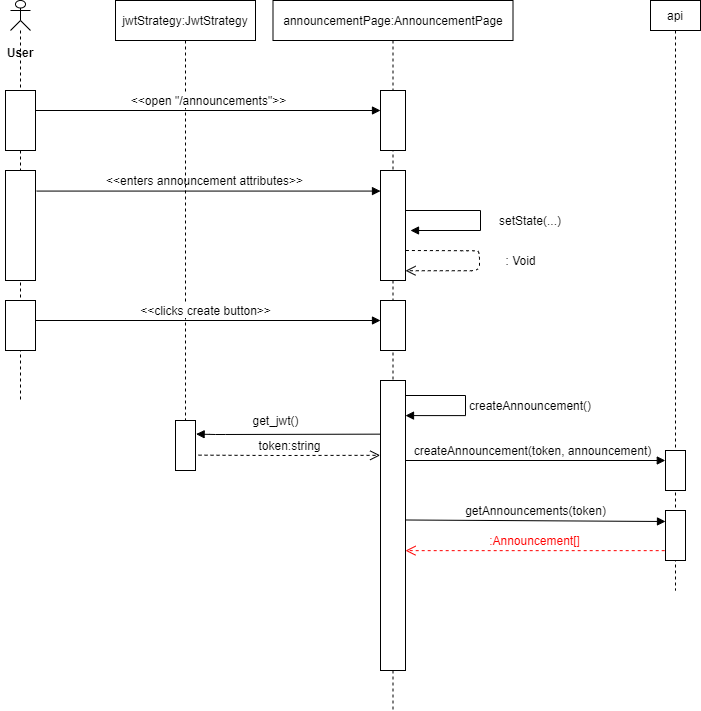 jwtStrategy:JwtStrategy
announcementPage:AnnouncementPage
api
User
<<open "/announcements">>
<<enters announcement attributes>>
setState(...)
: Void
<<clicks create button>>
createAnnouncement()
get_jwt()
token:string
createAnnouncement(token, announcement)
getAnnouncements(token)
:Announcement[]